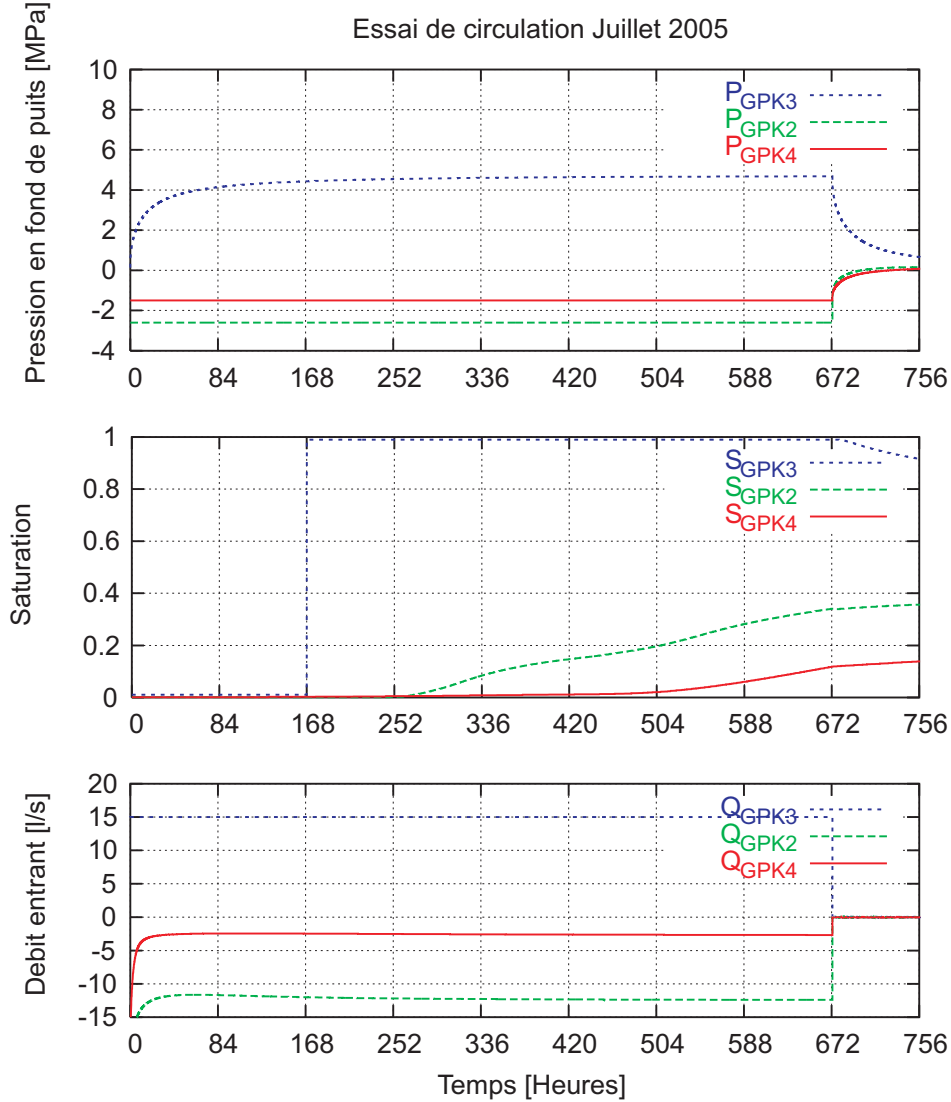 Essai de circulation Juillet 2005
Pression en fond de puits [MPa]
10
8
6
4
2
0
-2
-4
P_GPK3
P_GPK2
P_GPK4
0 84 168 252 336 420 504 588 672 756
Saturation
1
0.8
0.6
0.4
0.2
0
S_GPK3
S_GPK2
S_GPK4
0 84 168 252 336 420 504 588 672 756
Debit entrant [l/s]
20
15
10
5
0
-5
-10
-15
Q_GPK3
Q_GPK2
Q_GPK4
0 84 168 252 336 420 504 588 672 756
Temps [Heures]